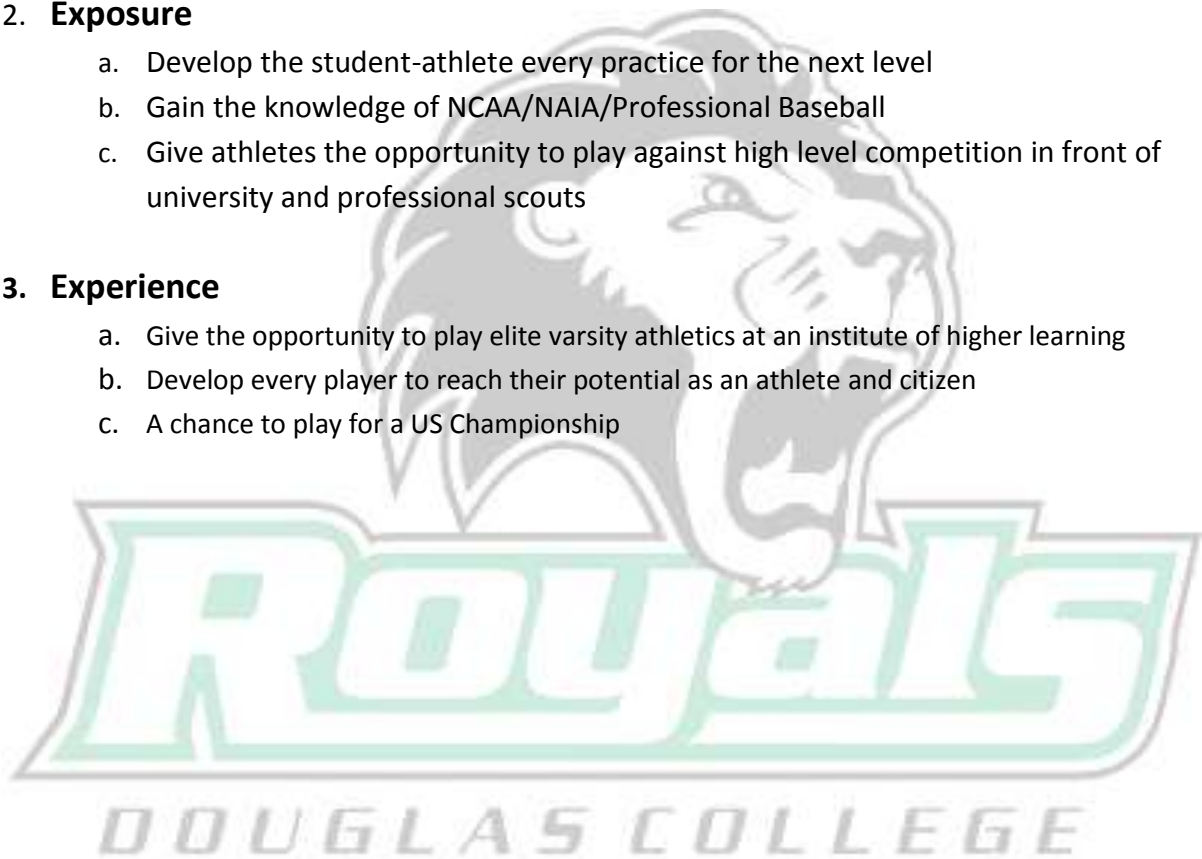 2. Exposure
a. Develop the student-athlete every practice for the next level
b. Gain the knowledge of NCAA/NAIA/Professional Baseball
c. Give athletes the opportunity to play against high level competition in front of
university and professional scouts
3. Experience
a. Give the opportunity to play elite varsity athletics at an institute of higher learning
b. Develop every player to reach their potential as an athlete and citizen
c. A chance to play for a US Championship
Royals
DOUGLAS COLLEGE